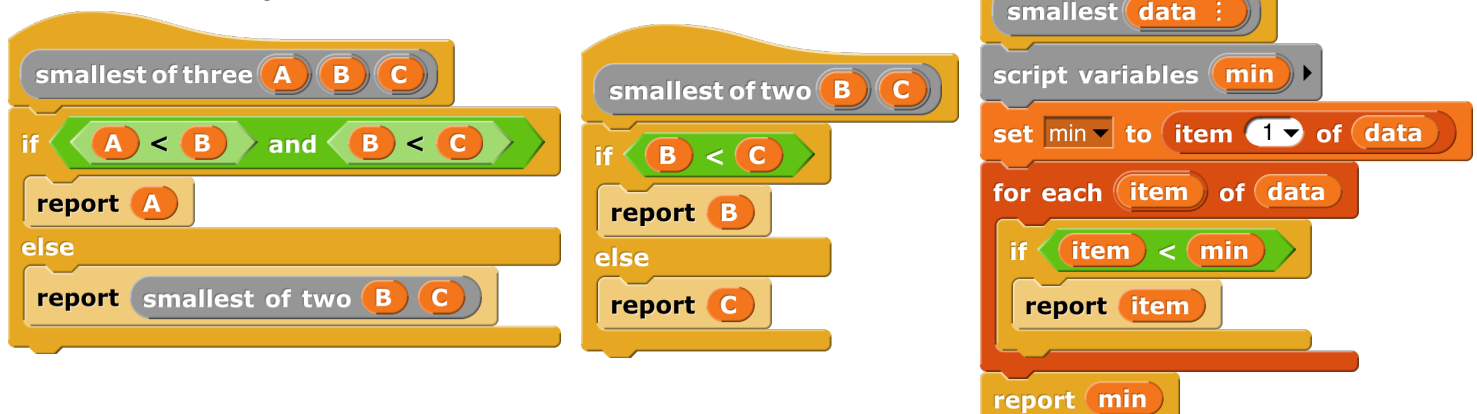 smallest of three A B C
if A < B and B < C
report A
else
report smallest of two B C
smallest of two B C
if B < C
report B
else
report C
smallest data ⋮
script variables min
set min to item 1 of data
for each item of data
if item < min
report item
report min